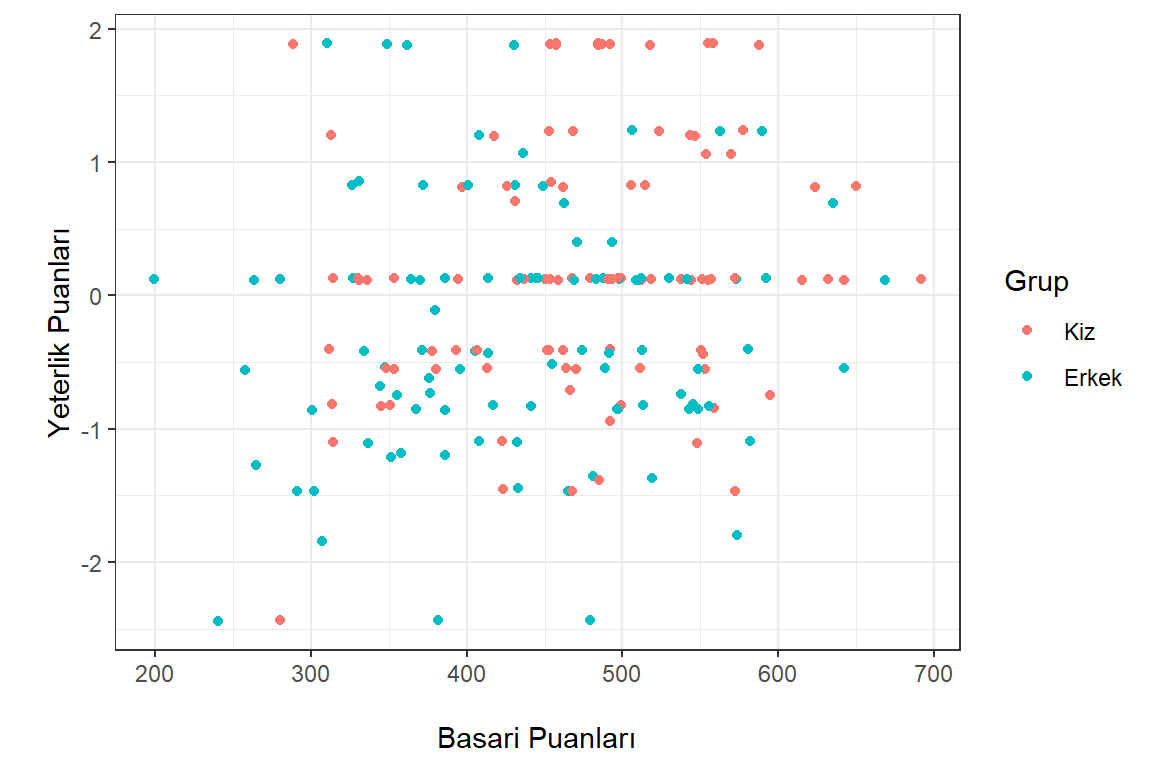 2
1
0
-1
-2
Yeterlik Puanları
200 300 400 500 600 700
Basari Puanları
Grup
Kiz
Erkek